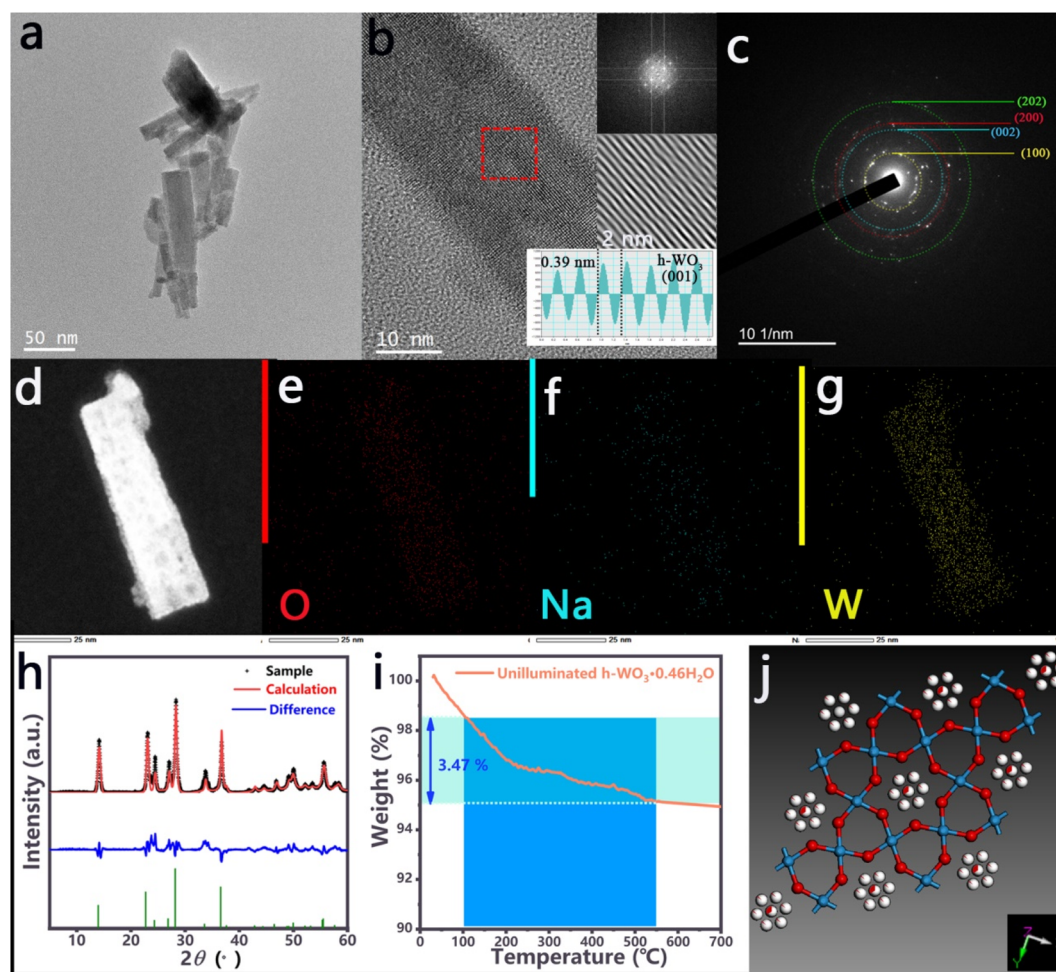 a
50 nm
b
10 nm
2 nm
0.39 nm
h-WO₃
(001)
c
(202)
(200)
(002)
(100)
10 1/nm
d
25 nm
e
O
25 nm
f
Na
25 nm
g
W
25 nm
h
Sample
Calculation
Difference
Intensity (a.u.)
10 20 30 40 50 60
2θ (°)
i
Unilluminated h-WO₃•0.46H₂O
3.47 %
Weight (%)
100
98
96
94
92
90
0 100 200 300 400 500 600 700
Temperature (℃)
j
Z
Y